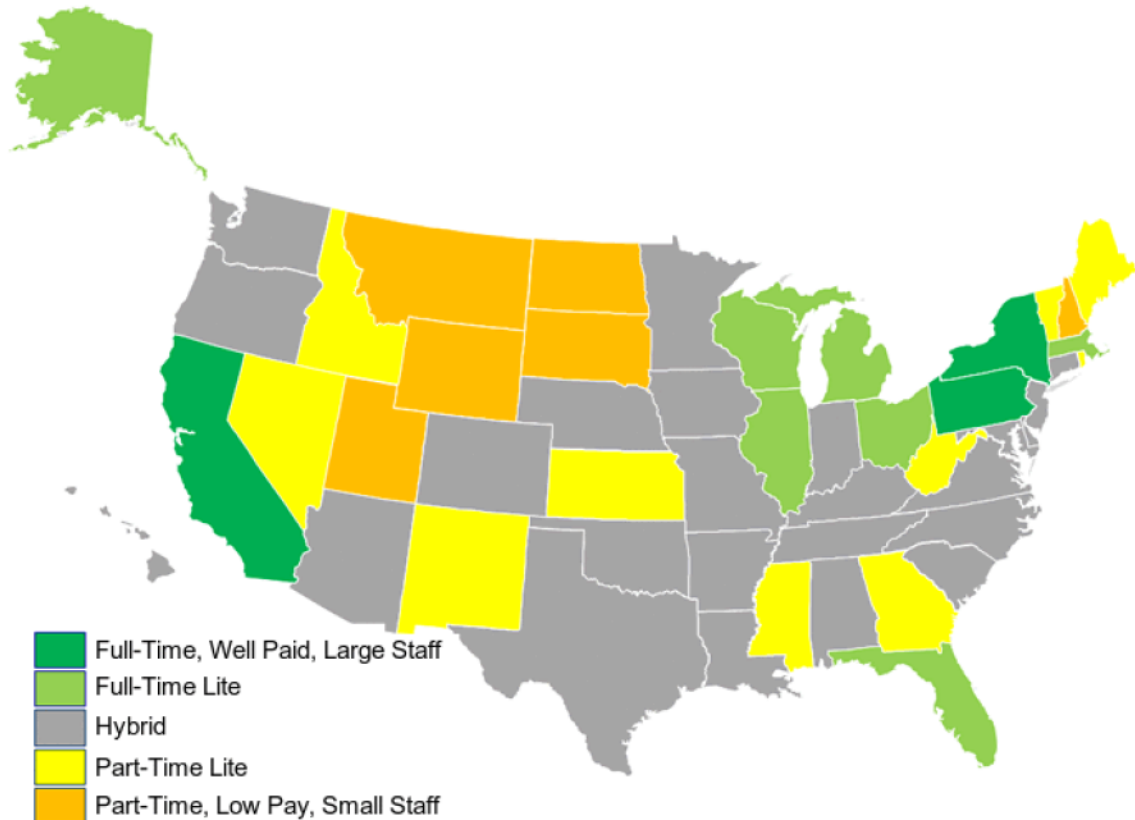 Full-Time, Well Paid, Large Staff
Full-Time Lite
Hybrid
Part-Time Lite
Part-Time, Low Pay, Small Staff